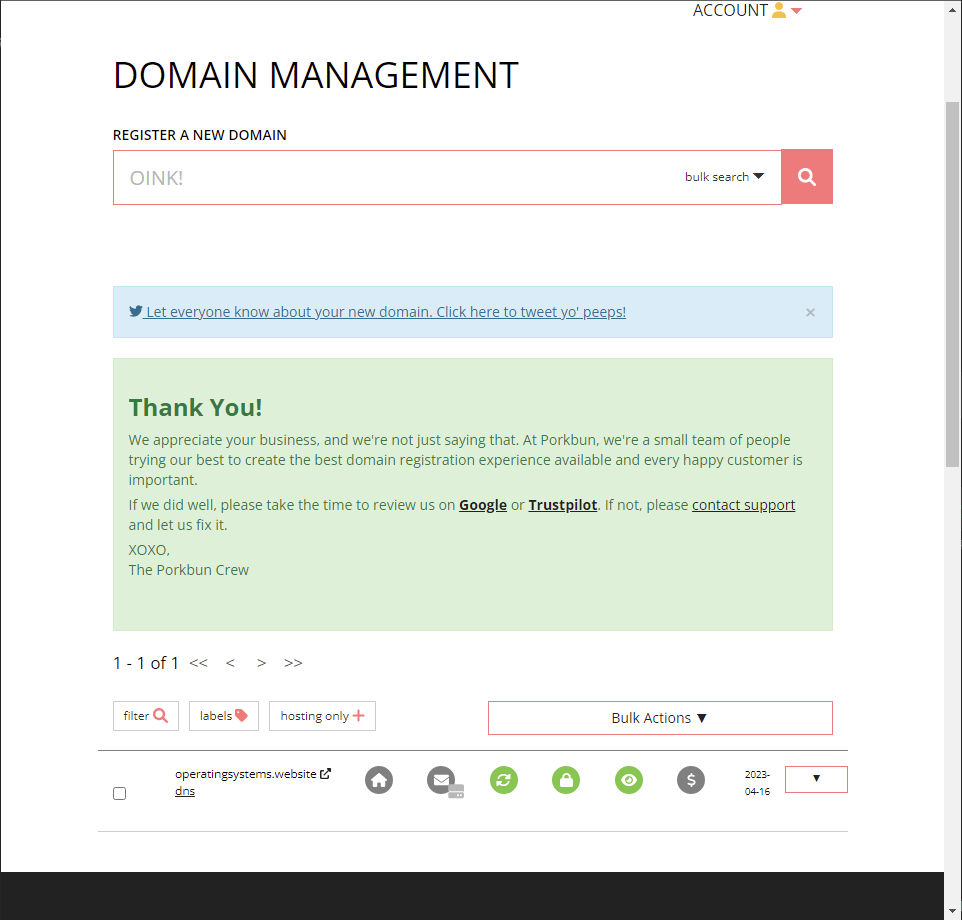 ACCOUNT
DOMAIN MANAGEMENT
REGISTER A NEW DOMAIN
OINK!
bulk search
Let everyone know about your new domain. Click here to tweet yo' peeps!
×
Thank You!
We appreciate your business, and we're not just saying that. At Porkbun, we're a small team of people
trying our best to create the best domain registration experience available and every happy customer is
important.
If we did well, please take the time to review us on Google or Trustpilot. If not, please contact support
and let us fix it.
XOXO,
The Porkbun Crew
1 - 1 of 1 << < > >>
filter labels hosting only + Bulk Actions ▼
operatingsystems.website $ 2023- ▼
dns 04-16